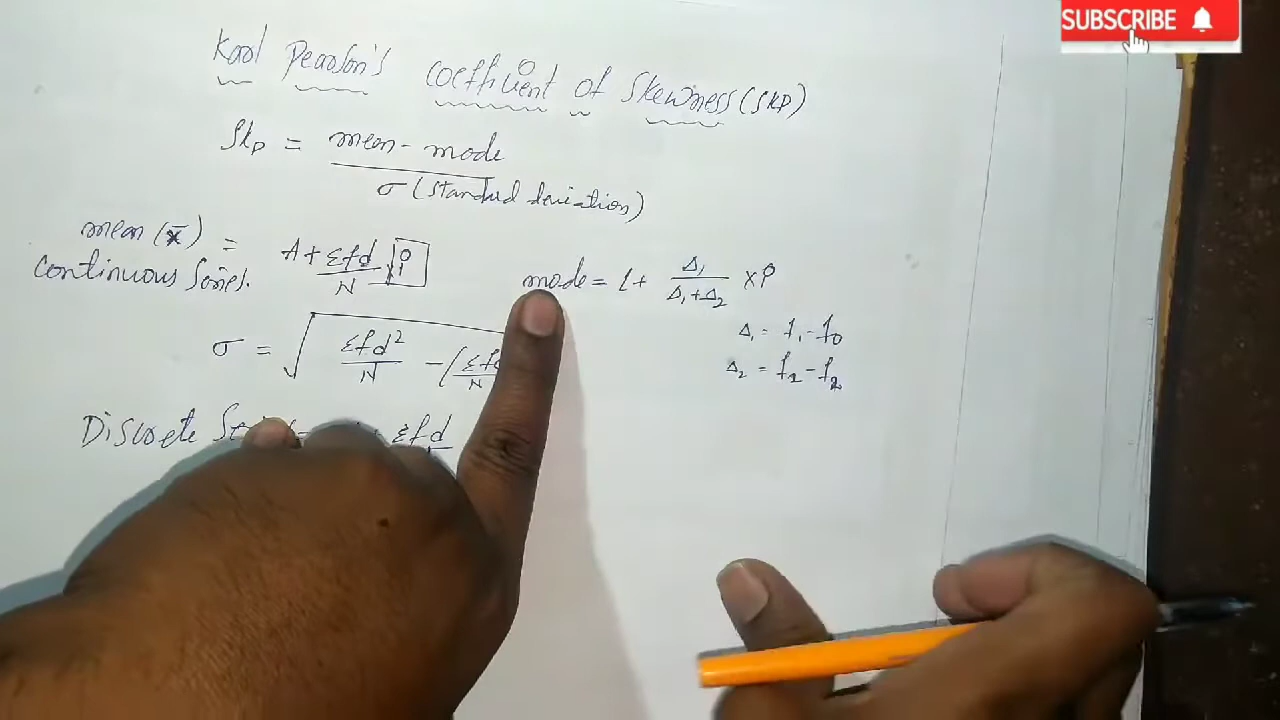 SUBSCRIBE
Karl Pearson's coefficient of Skewness (SKP)
SkP = mean - mode
σ (standard deviation)
mean (x̄) = A + Σfd i
continuous Series. N
mode = L + Δ1 × i
Δ1 + Δ2
Δ1 = f1 - f0
Δ2 = f1 - f2
σ = √ Σfd² - (Σfd
N N
Discrete Σfd